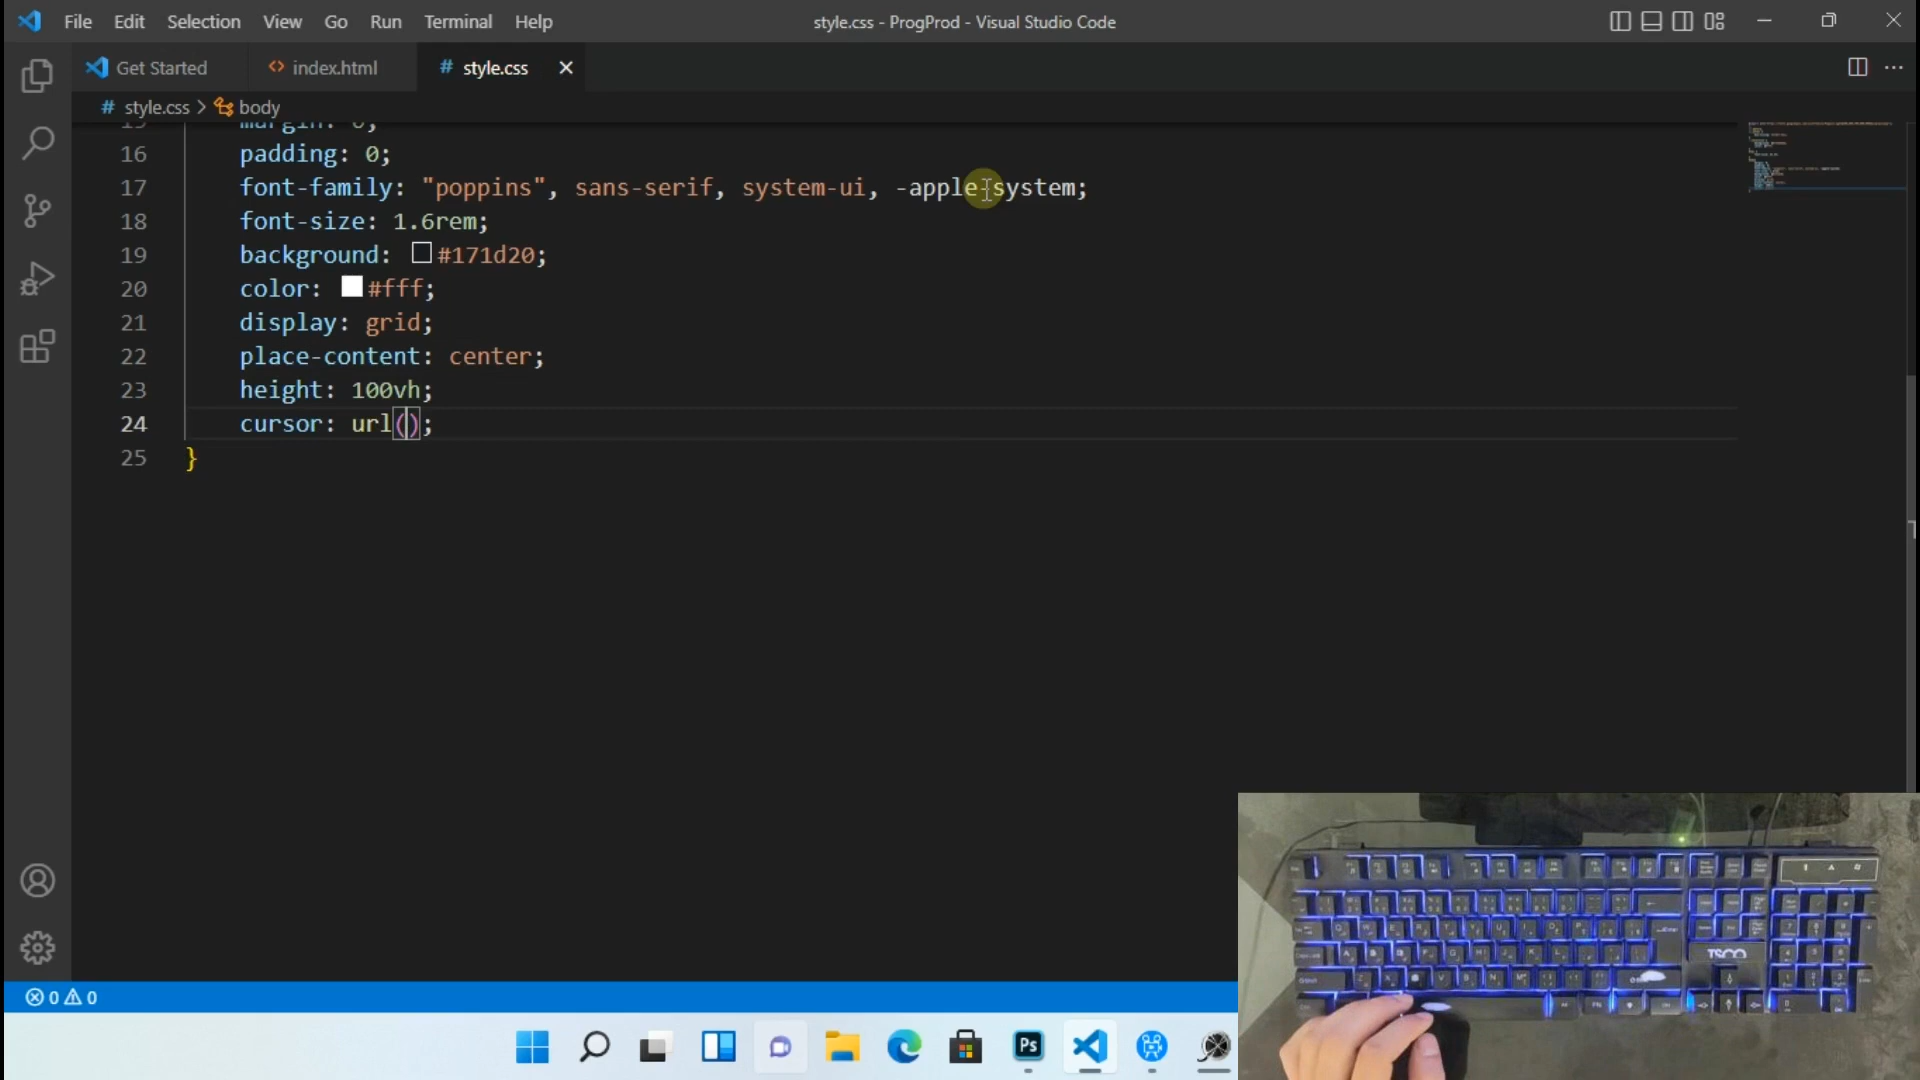 File Edit Selection View Go Run Terminal Help
style.css - ProgProd - Visual Studio Code
Get Started
<> index.html
# style.css
# style.css > body
16 padding: 0;
17 font-family: "poppins", sans-serif, system-ui, -apple-system;
18 font-size: 1.6rem;
19 background: #171d20;
20 color: #fff;
21 display: grid;
22 place-content: center;
23 height: 100vh;
24 cursor: url();
25 }
0 0
Ps
TSCO